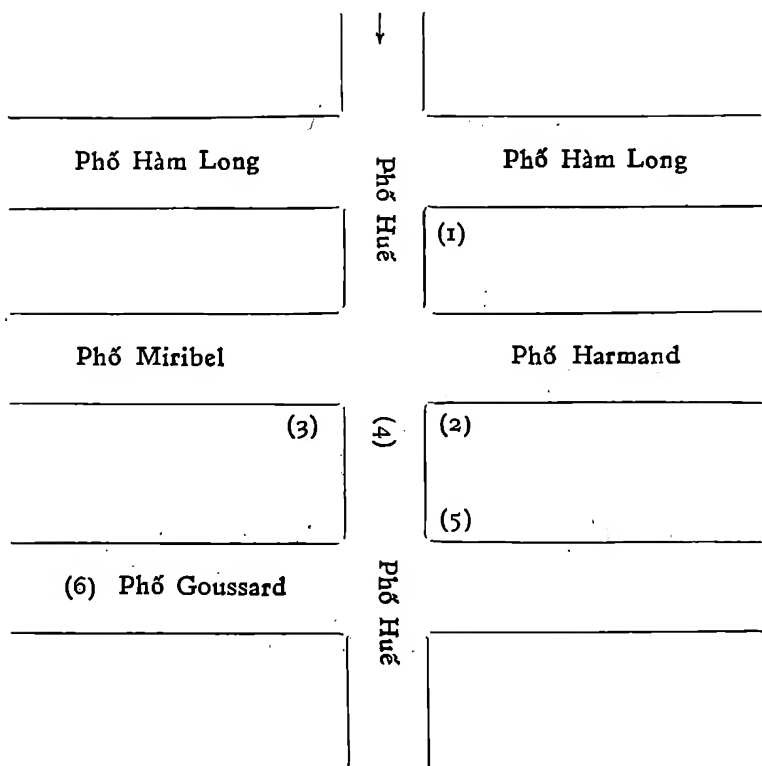 Phố Hàm Long
Phố Hàm Long
Phố Huế
(1)
Phố Miribel
Phố Harmand
(3)
(4)
(2)
(5)
(6) Phố Goussard
Phố Huế